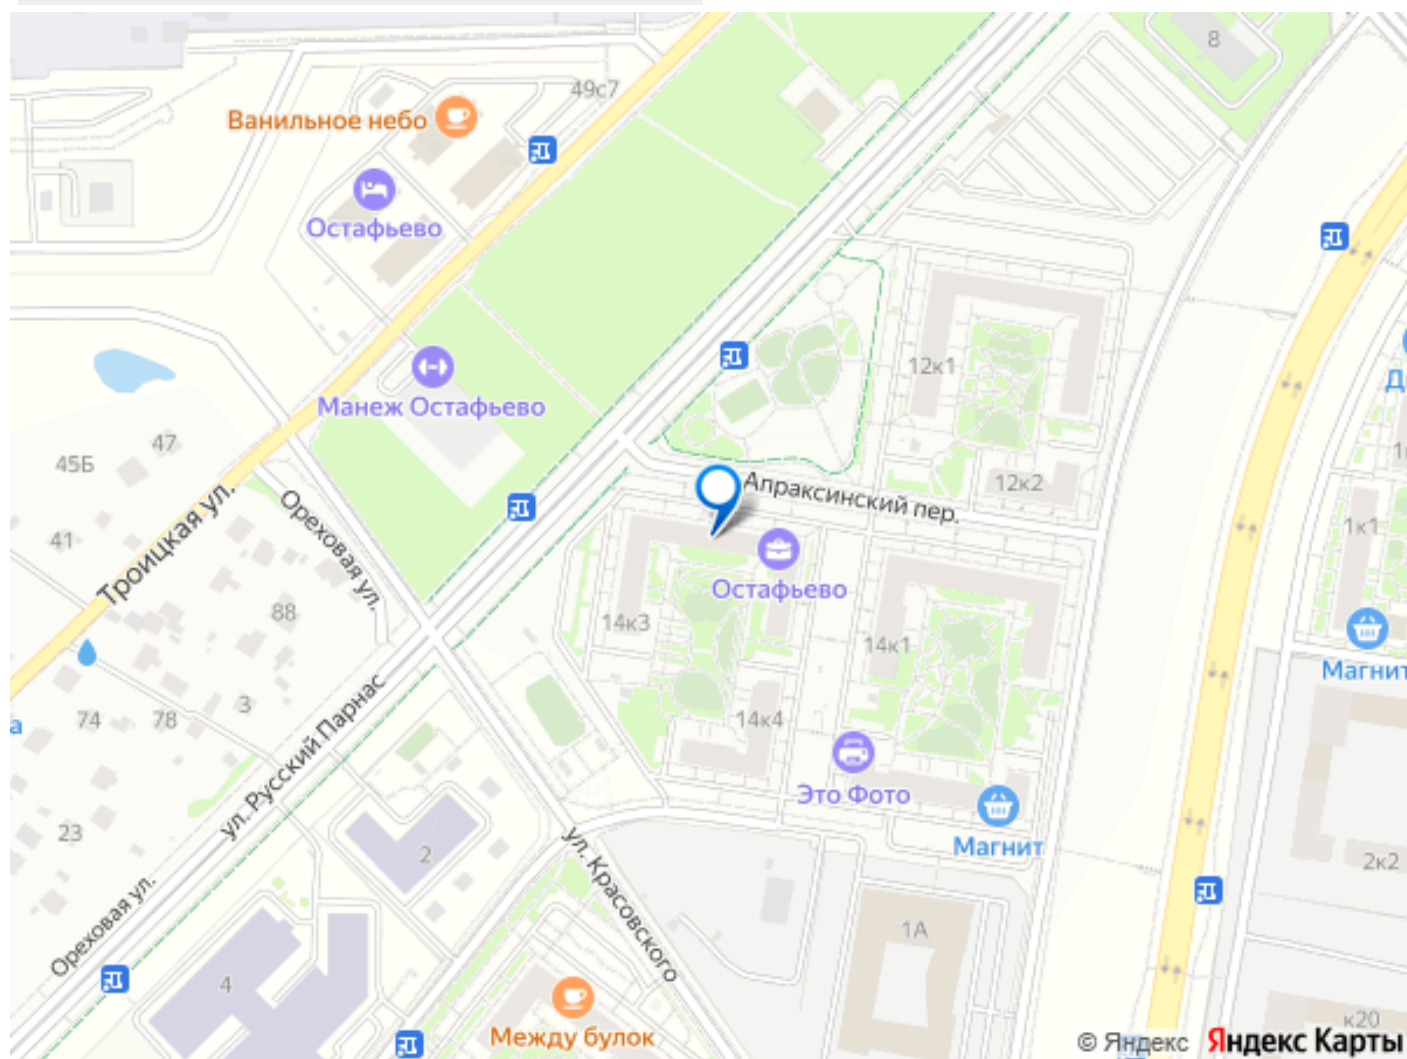 8
49с7
Ванильное небо
Остафьево
12к1
Манеж Остафьево
47
45Б
12к2
Апраксинский пер.
1к1
41
Троицкая ул.
Ореховая ул.
Остафьево
88
14к3
14к1
Магнит
3
74
78
14к4
ул. Русский Парнас
Это Фото
23
2
Магнит
2к2
ул. Красовского
Ореховая ул.
1А
4
к20
Между булок
© Яндекс Яндекс Карты